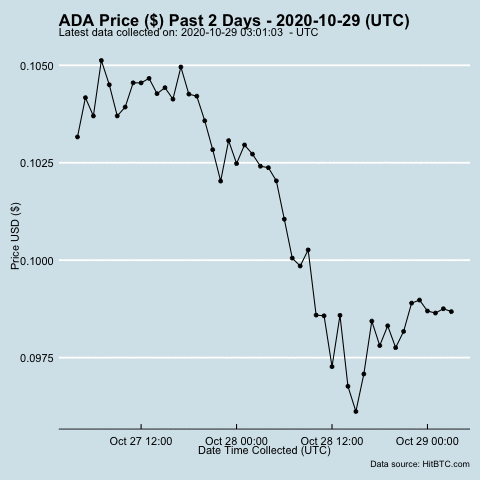 ADA Price ($) Past 2 Days - 2020-10-29 (UTC)
Latest data collected on: 2020-10-29 03:01:03 - UTC
0.1050
0.1025
0.1000
0.0975
Price USD ($)
Oct 27 12:00
Oct 28 00:00
Oct 28 12:00
Oct 29 00:00
Date Time Collected (UTC)
Data source: HitBTC.com